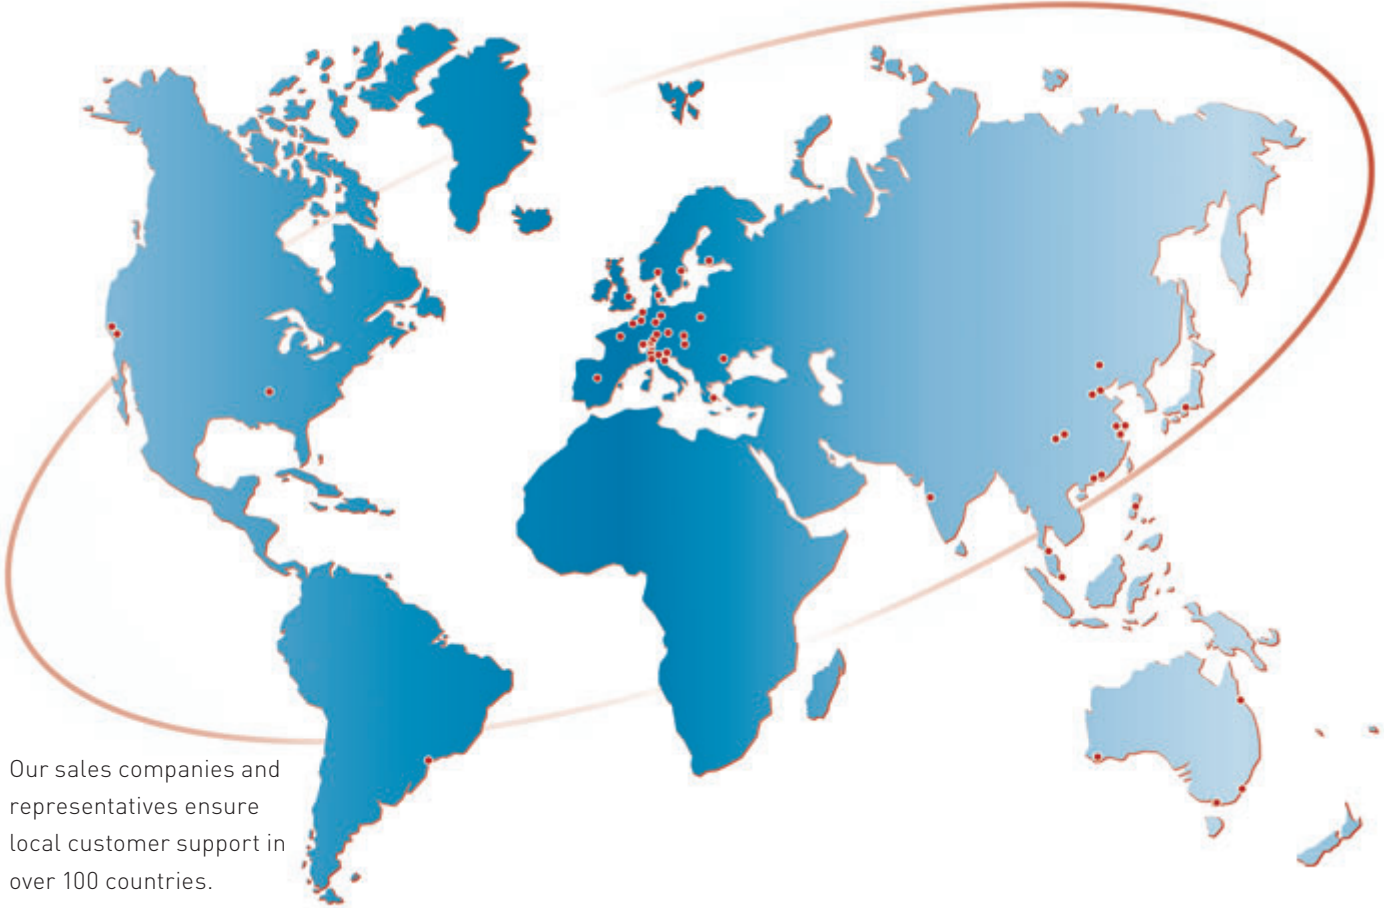 Our sales companies and
representatives ensure
local customer support in
over 100 countries.